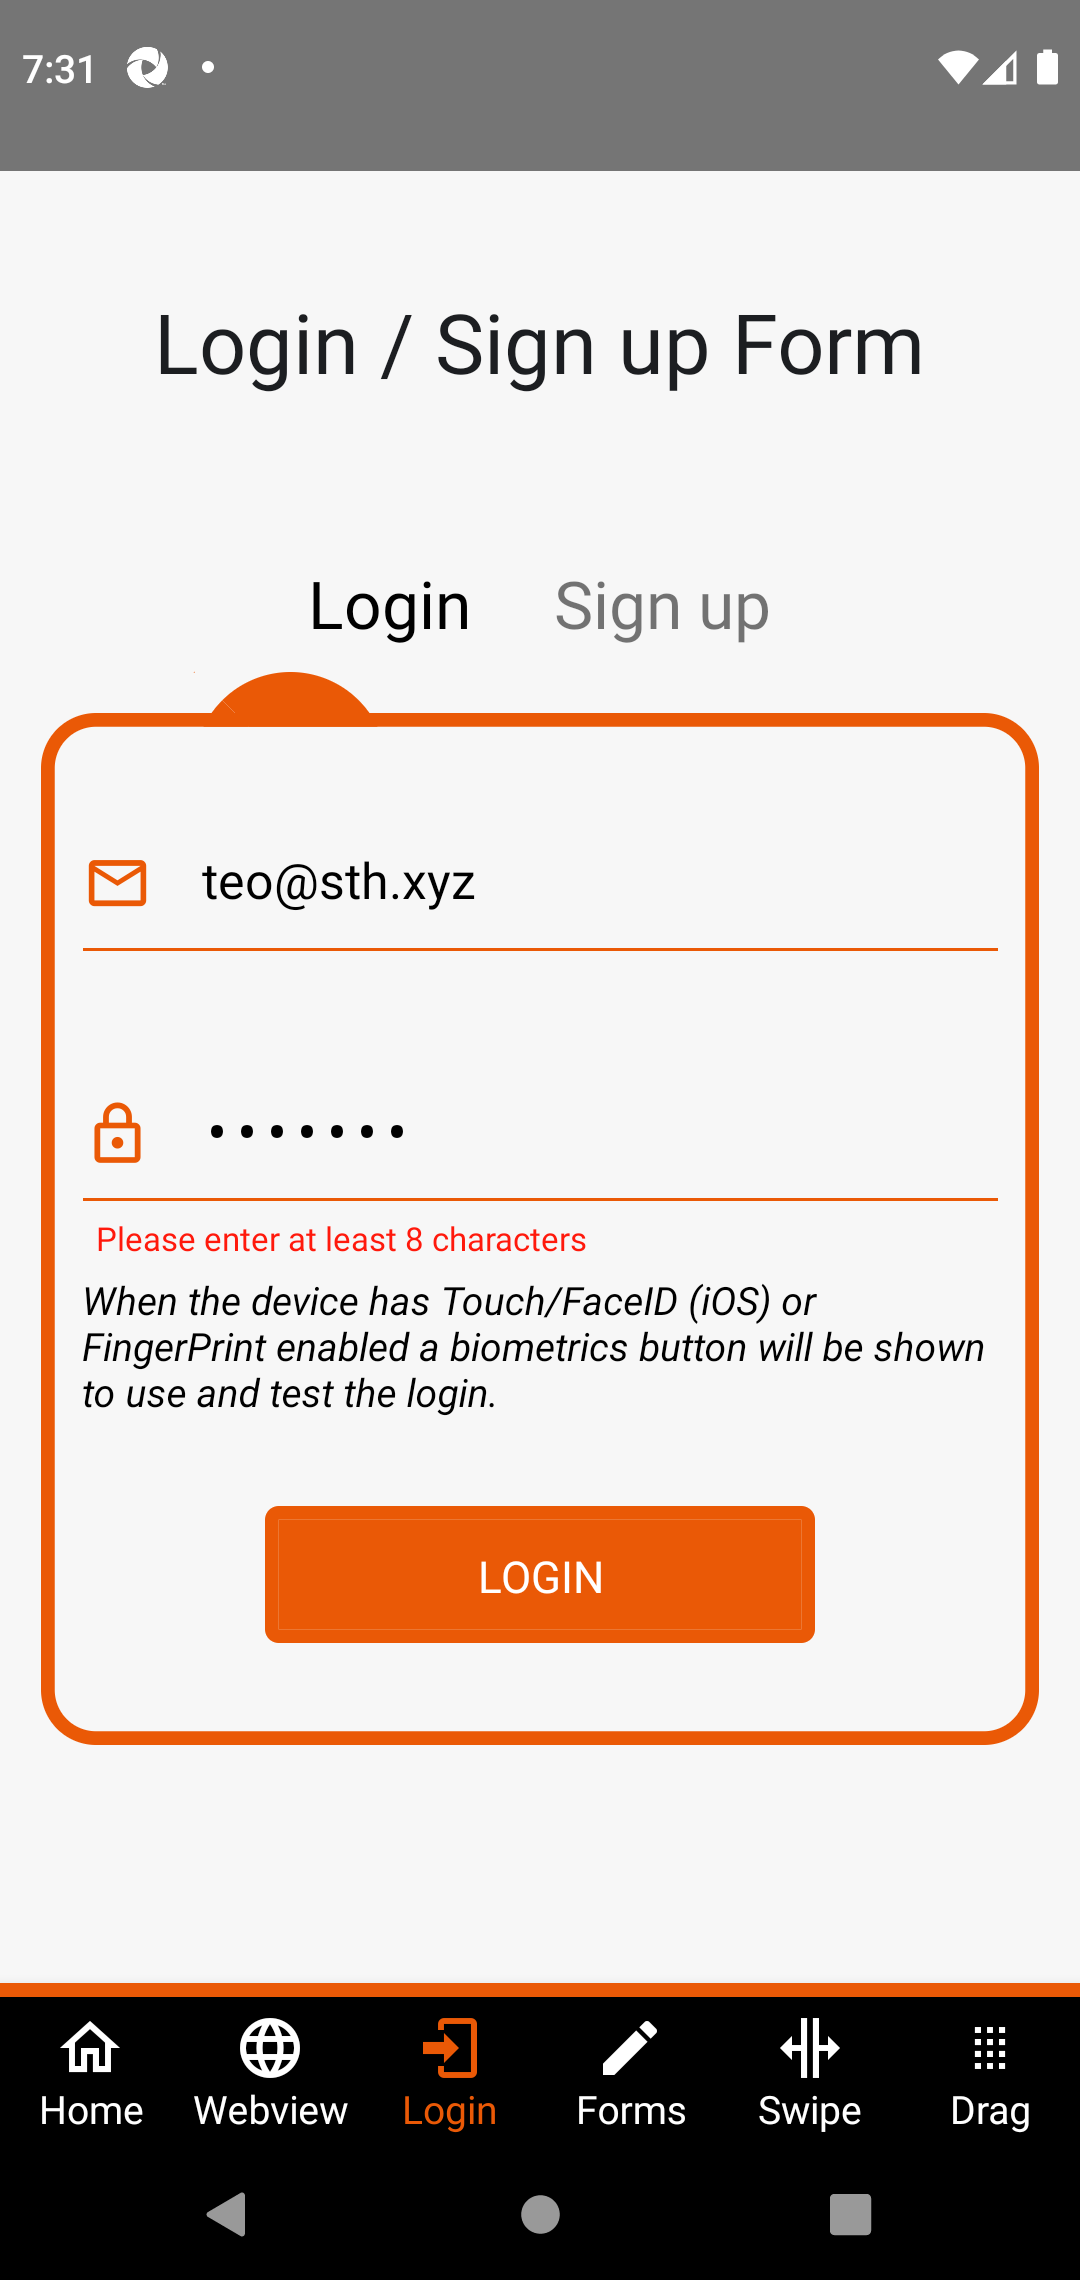 7:31
Login / Sign up Form
Login Sign up
teo@sth.xyz
•••••••
Please enter at least 8 characters
When the device has Touch/FaceID (iOS) or
FingerPrint enabled a biometrics button will be shown
to use and test the login.
LOGIN
Home Webview Login Forms Swipe Drag